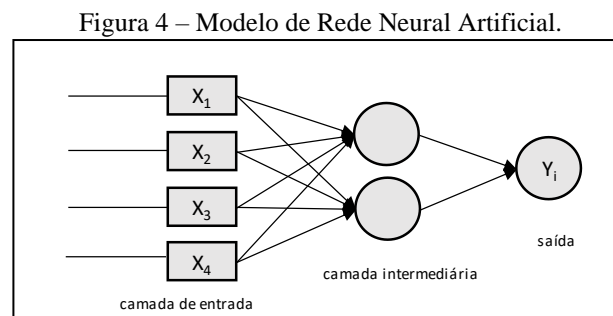 Figura 4 – Modelo de Rede Neural Artificial.
X₁
X₂
X₃
X₄
Yᵢ
saída
camada intermediária
camada de entrada